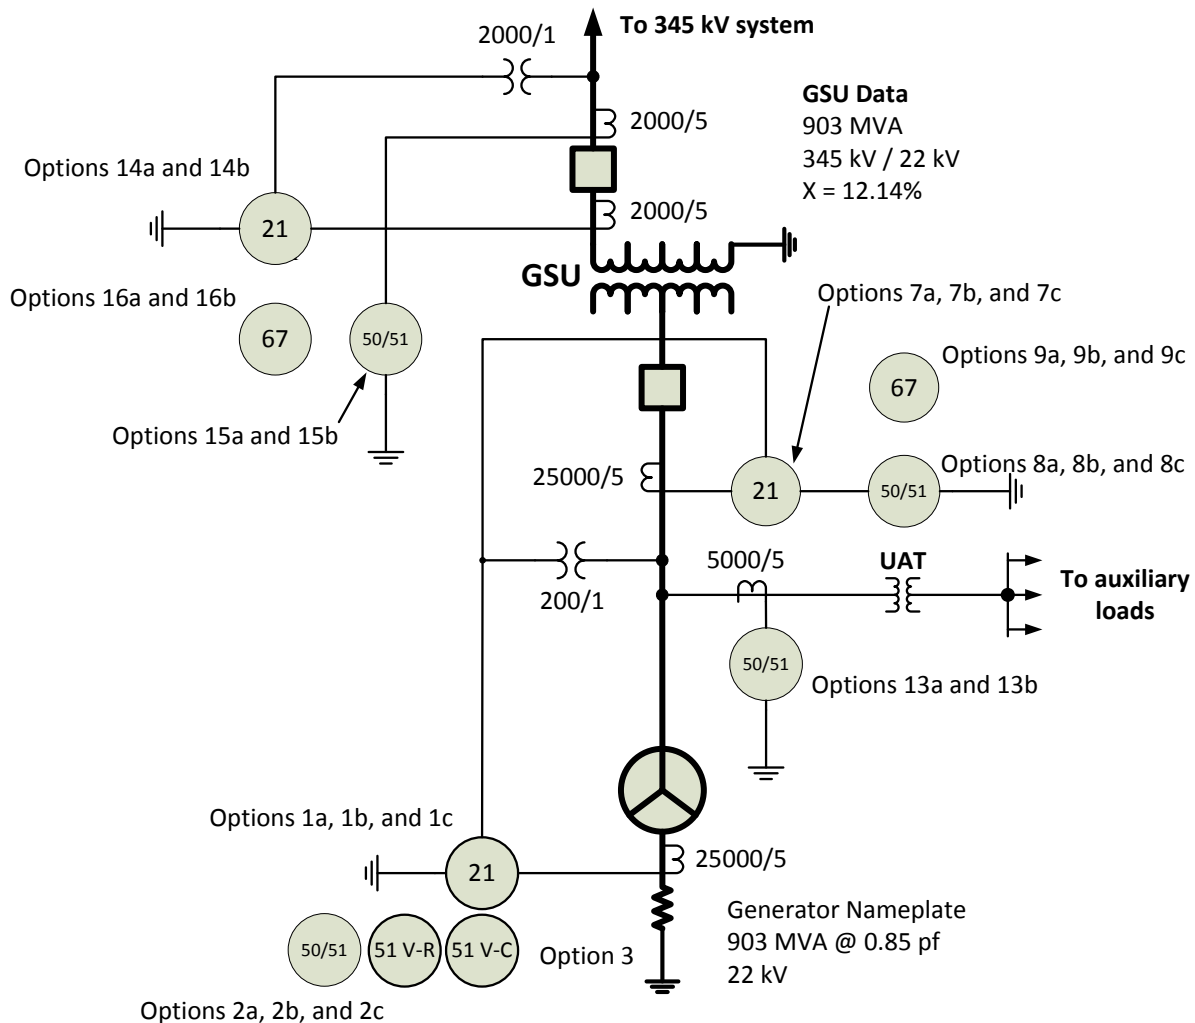 To 345 kV system
2000/1
GSU Data
903 MVA
345 kV / 22 kV
X = 12.14%
2000/5
Options 14a and 14b
21
2000/5
GSU
Options 16a and 16b
67
50/51
Options 7a, 7b, and 7c
67
Options 9a, 9b, and 9c
Options 15a and 15b
25000/5
21
50/51
Options 8a, 8b, and 8c
200/1
5000/5
UAT
To auxiliary
loads
50/51
Options 13a and 13b
Options 1a, 1b, and 1c
21
25000/5
50/51
51 V-R
51 V-C
Option 3
Generator Nameplate
903 MVA @ 0.85 pf
22 kV
Options 2a, 2b, and 2c